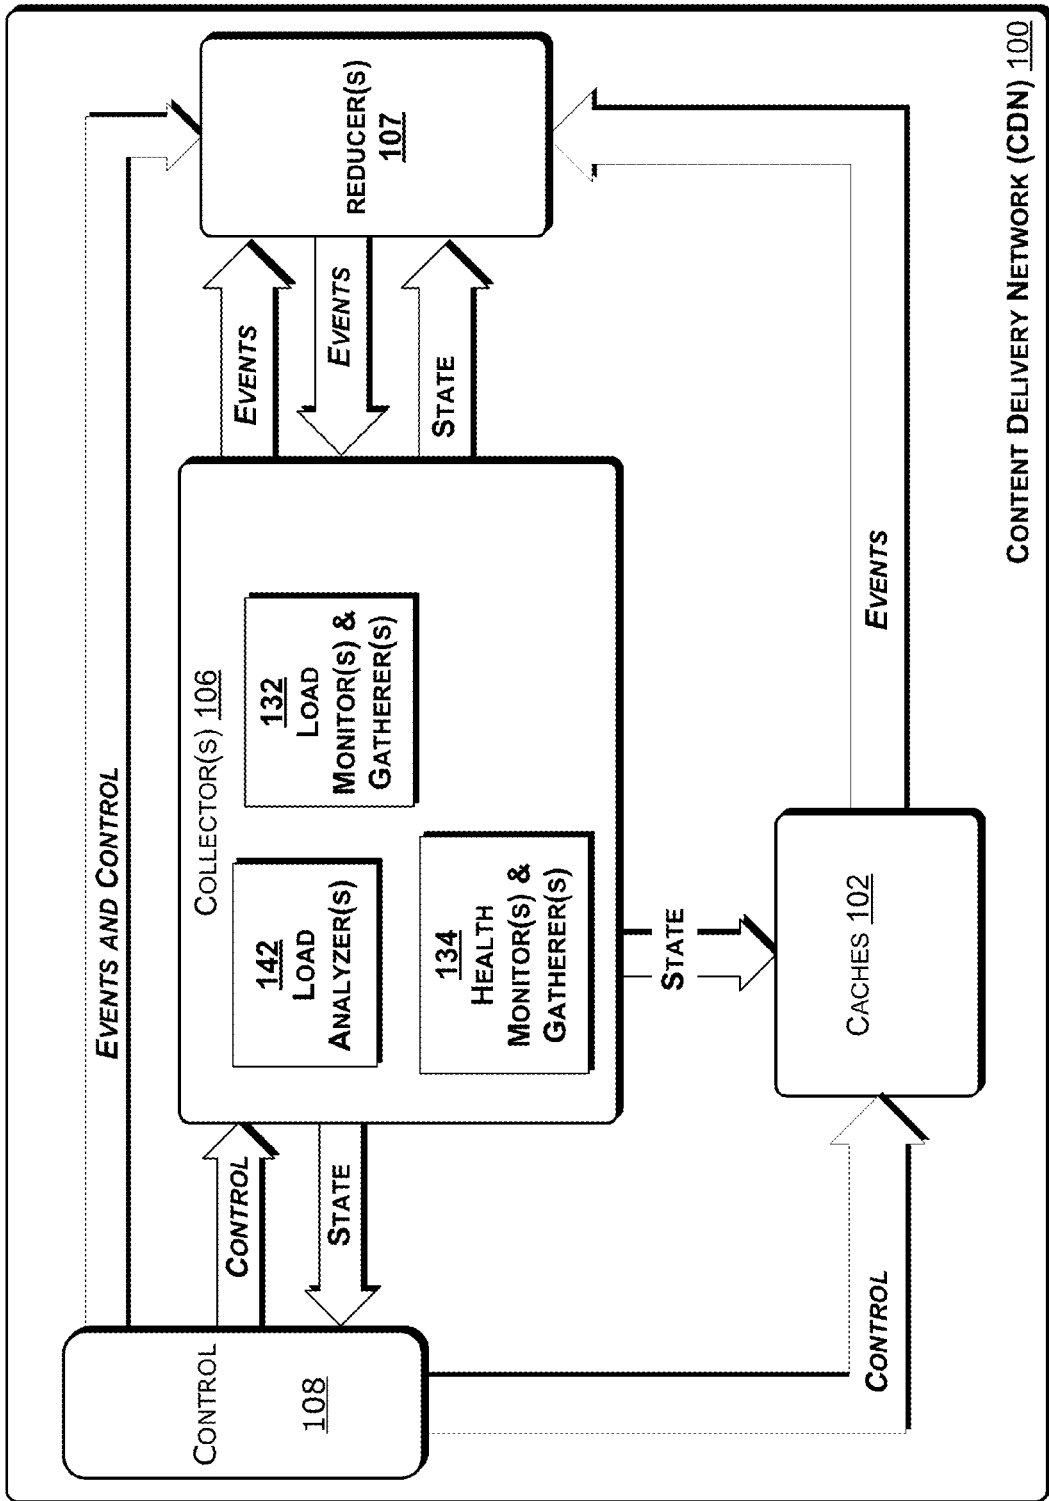 EVENTS AND CONTROL
CONTROL
108
CONTROL
STATE
COLLECTOR(S) 106
142
LOAD
ANALYZER(S)
132
LOAD
MONITOR(S) &
GATHERER(S)
134
HEALTH
MONITOR(S) &
GATHERER(S)
EVENTS
EVENTS
STATE
REDUCER(S)
107
STATE
CONTROL
CACHES 102
EVENTS
CONTENT DELIVERY NETWORK (CDN) 100